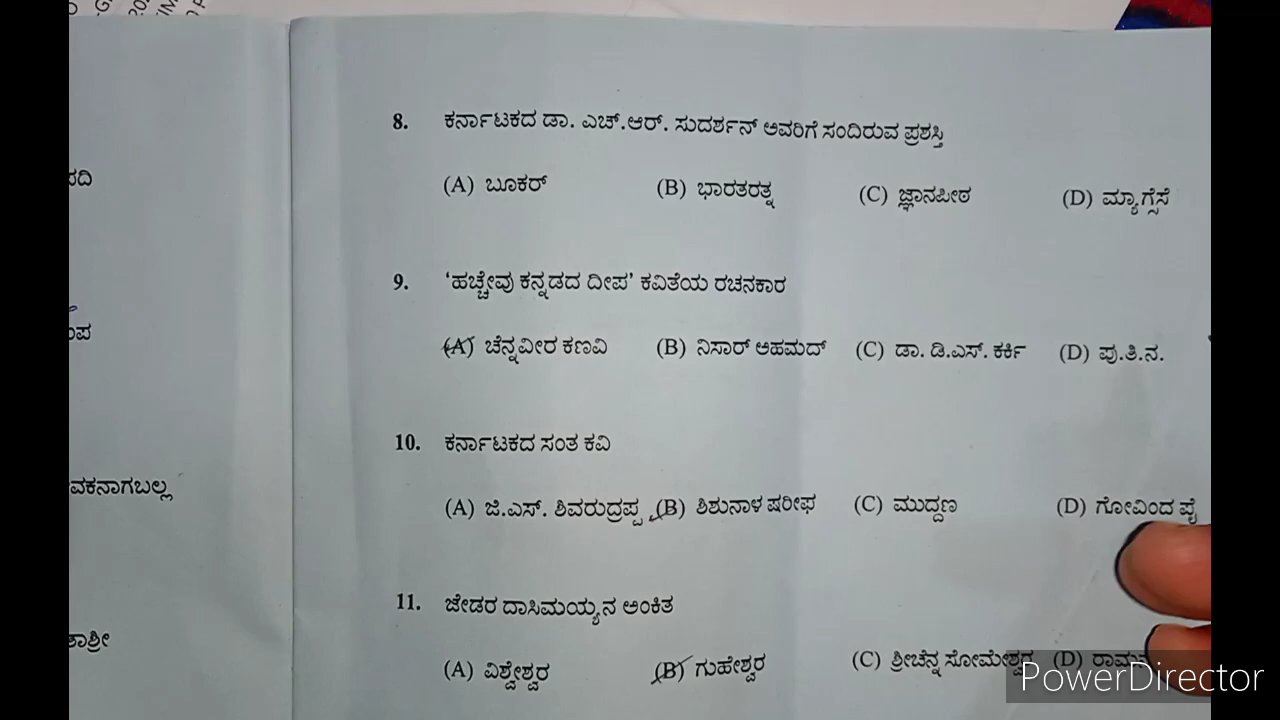 8. ಕರ್ನಾಟಕದ ಡಾ. ಎಚ್.ಆರ್. ಸುದರ್ಶನ್ ಅವರಿಗೆ ಸಂದಿರುವ ಪ್ರಶಸ್ತಿ
(A) ಬೂಕರ್ (B) ಭಾರತರತ್ನ (C) ಜ್ಞಾನಪೀಠ (D) ಮ್ಯಾಗ್ಸೆಸೆ
9. ‘ಹಚ್ಚೇವು ಕನ್ನಡದ ದೀಪ’ ಕವಿತೆಯ ರಚನಕಾರ
(A) ಚೆನ್ನವೀರ ಕಣವಿ (B) ನಿಸಾರ್ ಅಹಮದ್ (C) ಡಾ. ಡಿ.ಎಸ್. ಕರ್ಕಿ (D) ಪು.ತಿ.ನ.
10. ಕರ್ನಾಟಕದ ಸಂತ ಕವಿ
(A) ಜಿ.ಎಸ್. ಶಿವರುದ್ರಪ್ಪ (B) ಶಿಶುನಾಳ ಷರೀಫ (C) ಮುದ್ದಣ (D) ಗೋವಿಂದ ಪೈ
ವಕನಾಗಬಲ್ಲ
11. ಜೇಡರ ದಾಸಿಮಯ್ಯನ ಅಂಕಿತ
(A) ವಿಶ್ವೇಶ್ವರ (B) ಗುಹೇಶ್ವರ (C) ಶ್ರೀಚೆನ್ನ ಸೋಮೇಶ್ವರ (D)
PowerDirector